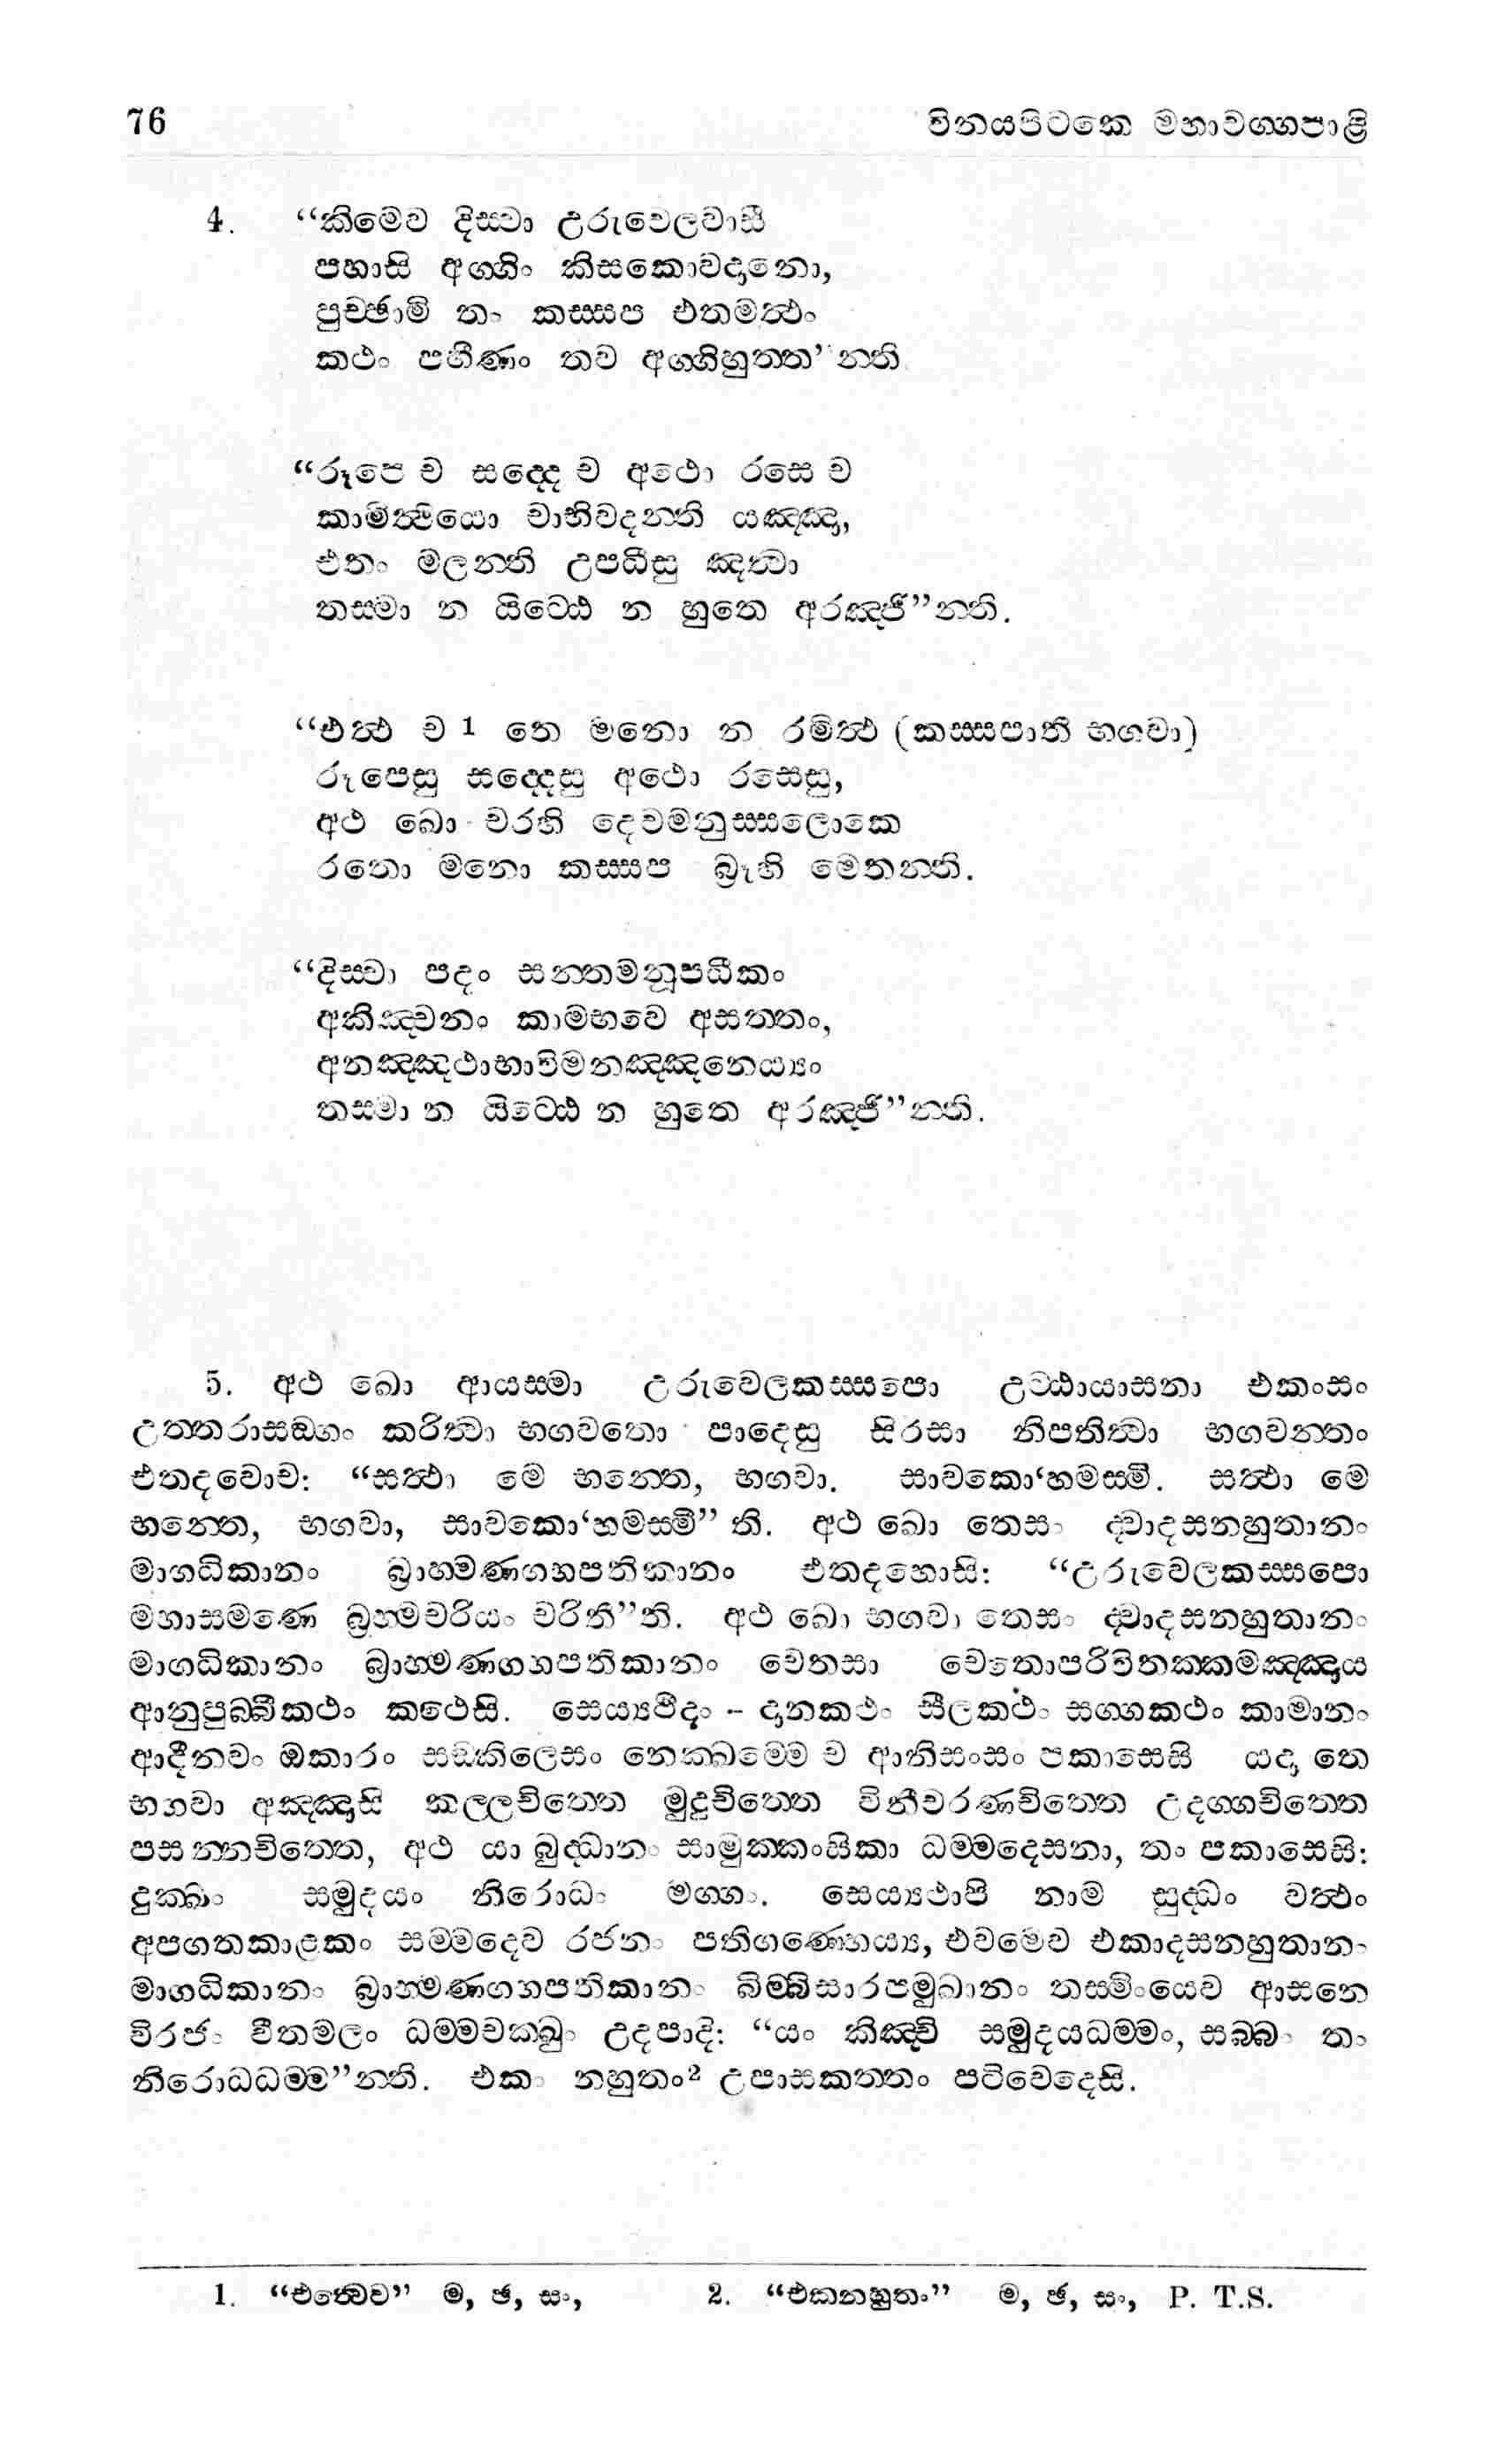 76 විනයපිටකෙ මහාවග්ගපාළි
4. “කිමෙව දිස්වා උරුවෙලවාසී
පහාසි අග්ගිං කිසකොවදානො,
පුච්ඡාමි තං කස්සප එතමත්ථං
කථං පහීණං තව අග්ගිහුත්ත’’න්ති
“රූපෙ ච සද්දෙ ච අථො රසෙ ච
කාමිත්ථියො චාභිවදන්ති යඤ්ඤා,
එතං මලන්ති උපධීසු ඤත්වා
තස්මා න යිට්ඨෙ න හුතෙ අරඤ්ජි”න්ති.
“එත්ථ ච 1 තෙ මනො න රමිත්ථ (කස්සපාති භගවා)
රූපෙසු සද්දෙසු අථො රසෙසු,
අථ ඛො චරහි දෙවමනුස්සලොකෙ
රතො මනො කස්සප බ්‍රූහි මෙතන්ති.
“දිස්වා පදං සන්තමනූපධීකං
අකිඤ්චනං කාමභවෙ අසත්තං,
අනඤ්ඤථාභාවිමනඤ්ඤනෙය්‍යං
තස්මා න යිට්ඨෙ න හුතෙ අරඤ්ජි”න්ති.
5. අථ ඛො ආයස්මා උරුවෙලකස්සපො උට්ඨායාසනා එකංසං
උත්තරාසඞ්ගං කරිත්වා භගවතො පාදෙසු සිරසා නිපතිත්වා භගවන්තං
එතදවොච: “සත්ථා මෙ භන්තෙ, භගවා. සාවකො‘හමස්මි. සත්ථා මෙ
භන්තෙ, භගවා, සාවකො‘හමස්මි” ති. අථ ඛො තෙසං ද්වාදසනහුතානං
මාගධිකානං බ්‍රාහ්මණගහපතිකානං එතදහොසි: “උරුවෙලකස්සපො
මහාසමණෙ බ්‍රහ්මචරියං චරිතී”ති. අථ ඛො භගවා තෙසං ද්වාදසනහුතානං
මාගධිකානං බ්‍රාහ්මණගහපතිකානං චෙතසා චෙතොපරිවිතක්කමඤ්ඤාය
ආනුපුබ්බීකථං කථෙසි. සෙය්‍යථීදං – දානකථං සීලකථං සග්ගකථං කාමානං
ආදීනවං ඔකාරං සඞ්කිලෙසං නෙක්ඛම්මෙ ච ආනිසංසං පකාසෙසි යදා තෙ
භගවා අඤ්ඤාසි කල්ලචිත්තෙ මුදුචිත්තෙ විනීවරණචිත්තෙ උදග්ගචිත්තෙ
පසන්නචිත්තෙ, අථ යා බුද්ධානං සාමුක්කංසිකා ධම්මදෙසනා, තං පකාසෙසි:
දුක්ඛං සමුදයං නිරොධං මග්ගං. සෙය්‍යථාපි නාම සුද්ධං වත්ථං
අපගතකාළකං සම්මදෙව රජනං පතිගණ්හෙය්‍ය, එවමෙව එකාදසනහුතානං
මාගධිකානං බ්‍රාහ්මණගහපතිකානං බිම්බිසාරපමුඛානං තස්මිංයෙව ආසනෙ
විරජං වීතමලං ධම්මචක්ඛුං උදපාදි: “යං කිඤ්චි සමුදයධම්මං, සබ්බං තං
නිරොධධම්ම”න්ති. එකං නහුතං² උපාසකත්තං පටිවෙදෙසි.
1. “එත්ථෙව” ම, ඡ, සං, 2. “එකනහුතං” ම, ඡ, සං, P. T.S.